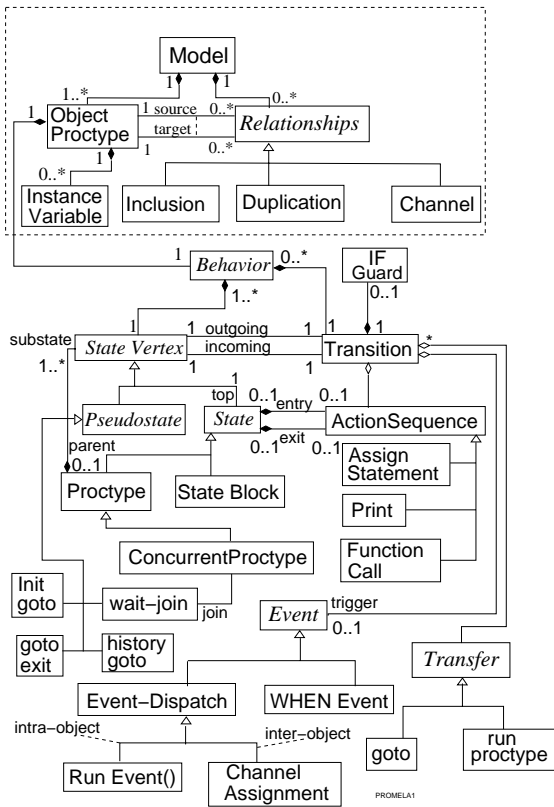 Model
1..*
1
1
0..*
1
Object
Proctype
1 source
0..*
target
1
0..*
Relationships
0..*
1
Instance
Variable
Inclusion
Duplication
Channel
1
Behavior
0..*
1..*
IF
Guard
0..1
1
1
substate
1..*
1
State Vertex
1
outgoing
1
1
incoming
1
Transition
*
top
1
Pseudostate
State
0..1
entry
0..1
0..1
exit
0..1
ActionSequence
parent
0..1
Proctype
State Block
Assign
Statement
Print
Function
Call
ConcurrentProctype
Init
goto
wait–join
join
goto
exit
history
goto
Event
trigger
0..1
Transfer
Event–Dispatch
WHEN Event
intra–object
inter–object
Run Event()
Channel
Assignment
goto
run
proctype
PROMELA1